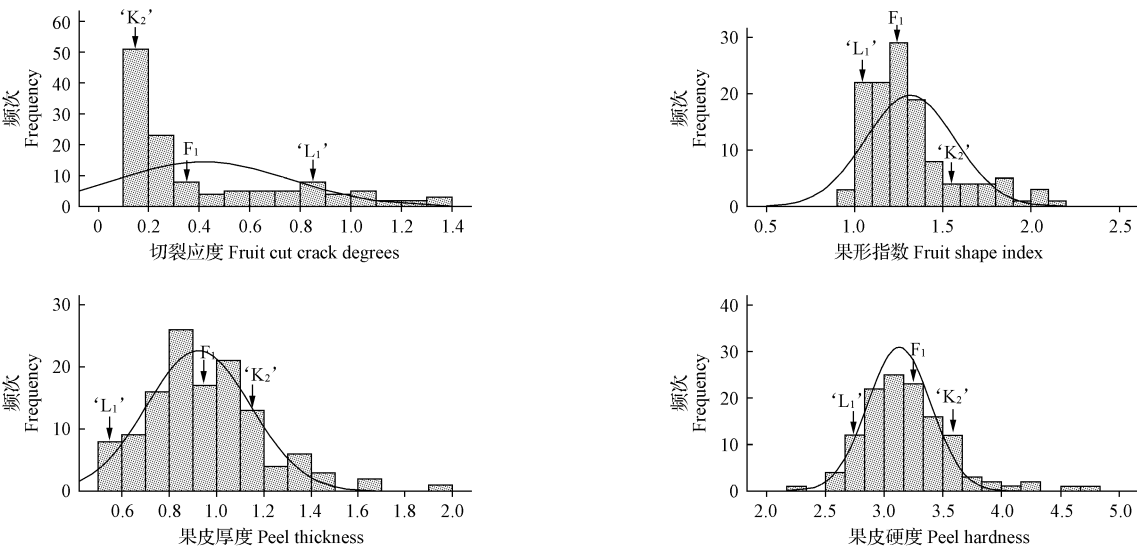 ‘K₂’
F₁
‘L₁’
60
50
40
30
20
10
0
频次
Frequency
0
0.2
0.4
0.6
0.8
1.0
1.2
1.4
切裂应度 Fruit cut crack degrees
F₁
‘L₁’
‘K₂’
30
20
10
0
频次
Frequency
0.5
1.0
1.5
2.0
2.5
果形指数 Fruit shape index
‘L₁’
F₁
‘K₂’
30
20
10
0
频次
Frequency
0.6
0.8
1.0
1.2
1.4
1.6
1.8
2.0
果皮厚度 Peel thickness
‘L₁’
F₁
‘K₂’
40
30
20
10
0
频次
Frequency
2.0
2.5
3.0
3.5
4.0
4.5
5.0
果皮硬度 Peel hardness